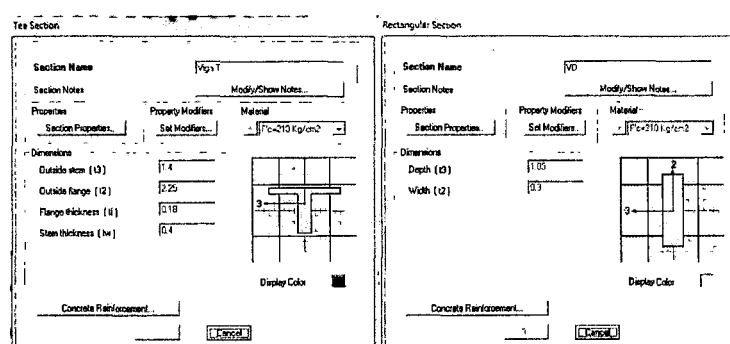 Tee Section
Section Name
Viga T
Section Notes
Modify/Show Notes...
Properties
Section Properties...
Property Modifiers
Set Modifiers...
Material
F'c=210 Kg/cm2
Dimensions
Outside stem ( t3 )
1.4
Outside flange ( t2 )
2.25
Flange thickness ( tf )
0.18
Stem thickness ( tw )
0.4
3
Display Color
Concrete Reinforcement...
Cancel
Rectangular Section
Section Name
VD
Section Notes
Modify/Show Notes...
Properties
Section Properties...
Property Modifiers
Set Modifiers...
Material
F'c=210 Kg/cm2
Dimensions
Depth ( t3 )
1.05
Width ( t2 )
0.3
2
3
Display Color
Concrete Reinforcement...
Cancel